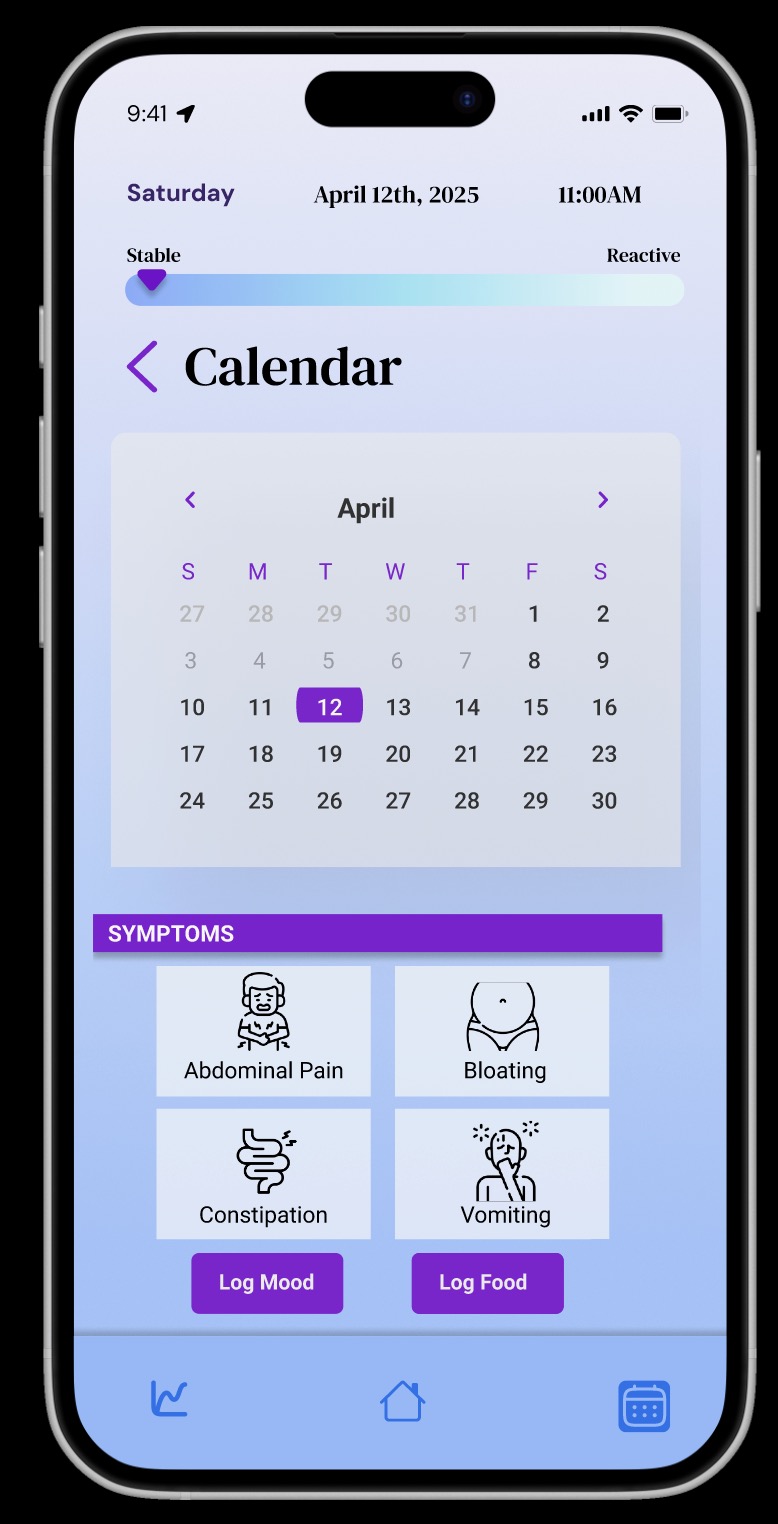 9:41
Saturday April 12th, 2025 11:00AM
Stable Reactive
Calendar
April
S M T W T F S
27 28 29 30 31 1 2
3 4 5 6 7 8 9
10 11 12 13 14 15 16
17 18 19 20 21 22 23
24 25 26 27 28 29 30
SYMPTOMS
Abdominal Pain Bloating
Constipation Vomiting
Log Mood Log Food